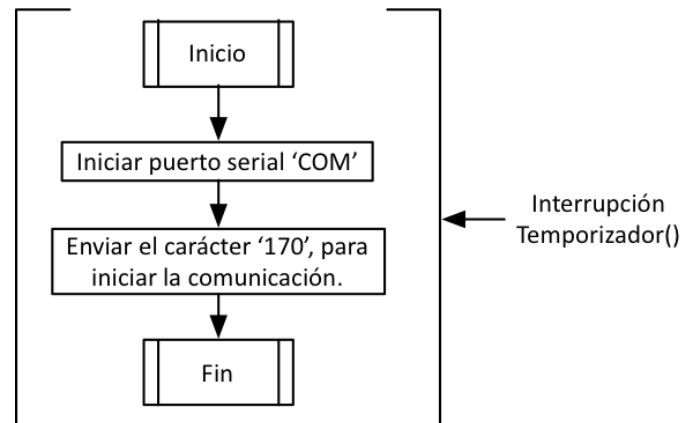 Inicio
Iniciar puerto serial ‘COM’
Enviar el carácter ‘170’, para
iniciar la comunicación.
Fin
Interrupción
Temporizador()